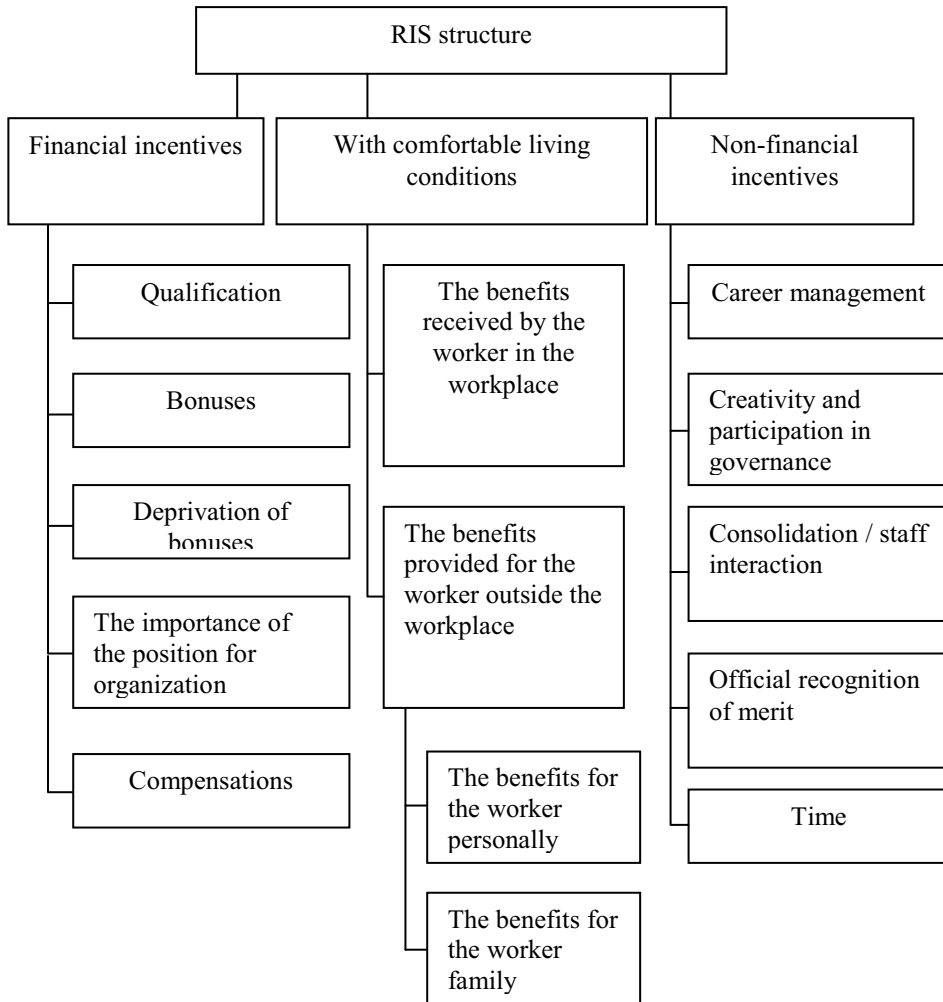 RIS structure
Financial incentives
With comfortable living
conditions
Non-financial
incentives
Qualification
Bonuses
Deprivation of
bonuses
The importance of
the position for
organization
Compensations
The benefits
received by the
worker in the
workplace
The benefits
provided for the
worker outside the
workplace
The benefits for
the worker
personally
The benefits for
the worker
family
Career management
Creativity and
participation in
governance
Consolidation / staff
interaction
Official recognition
of merit
Time